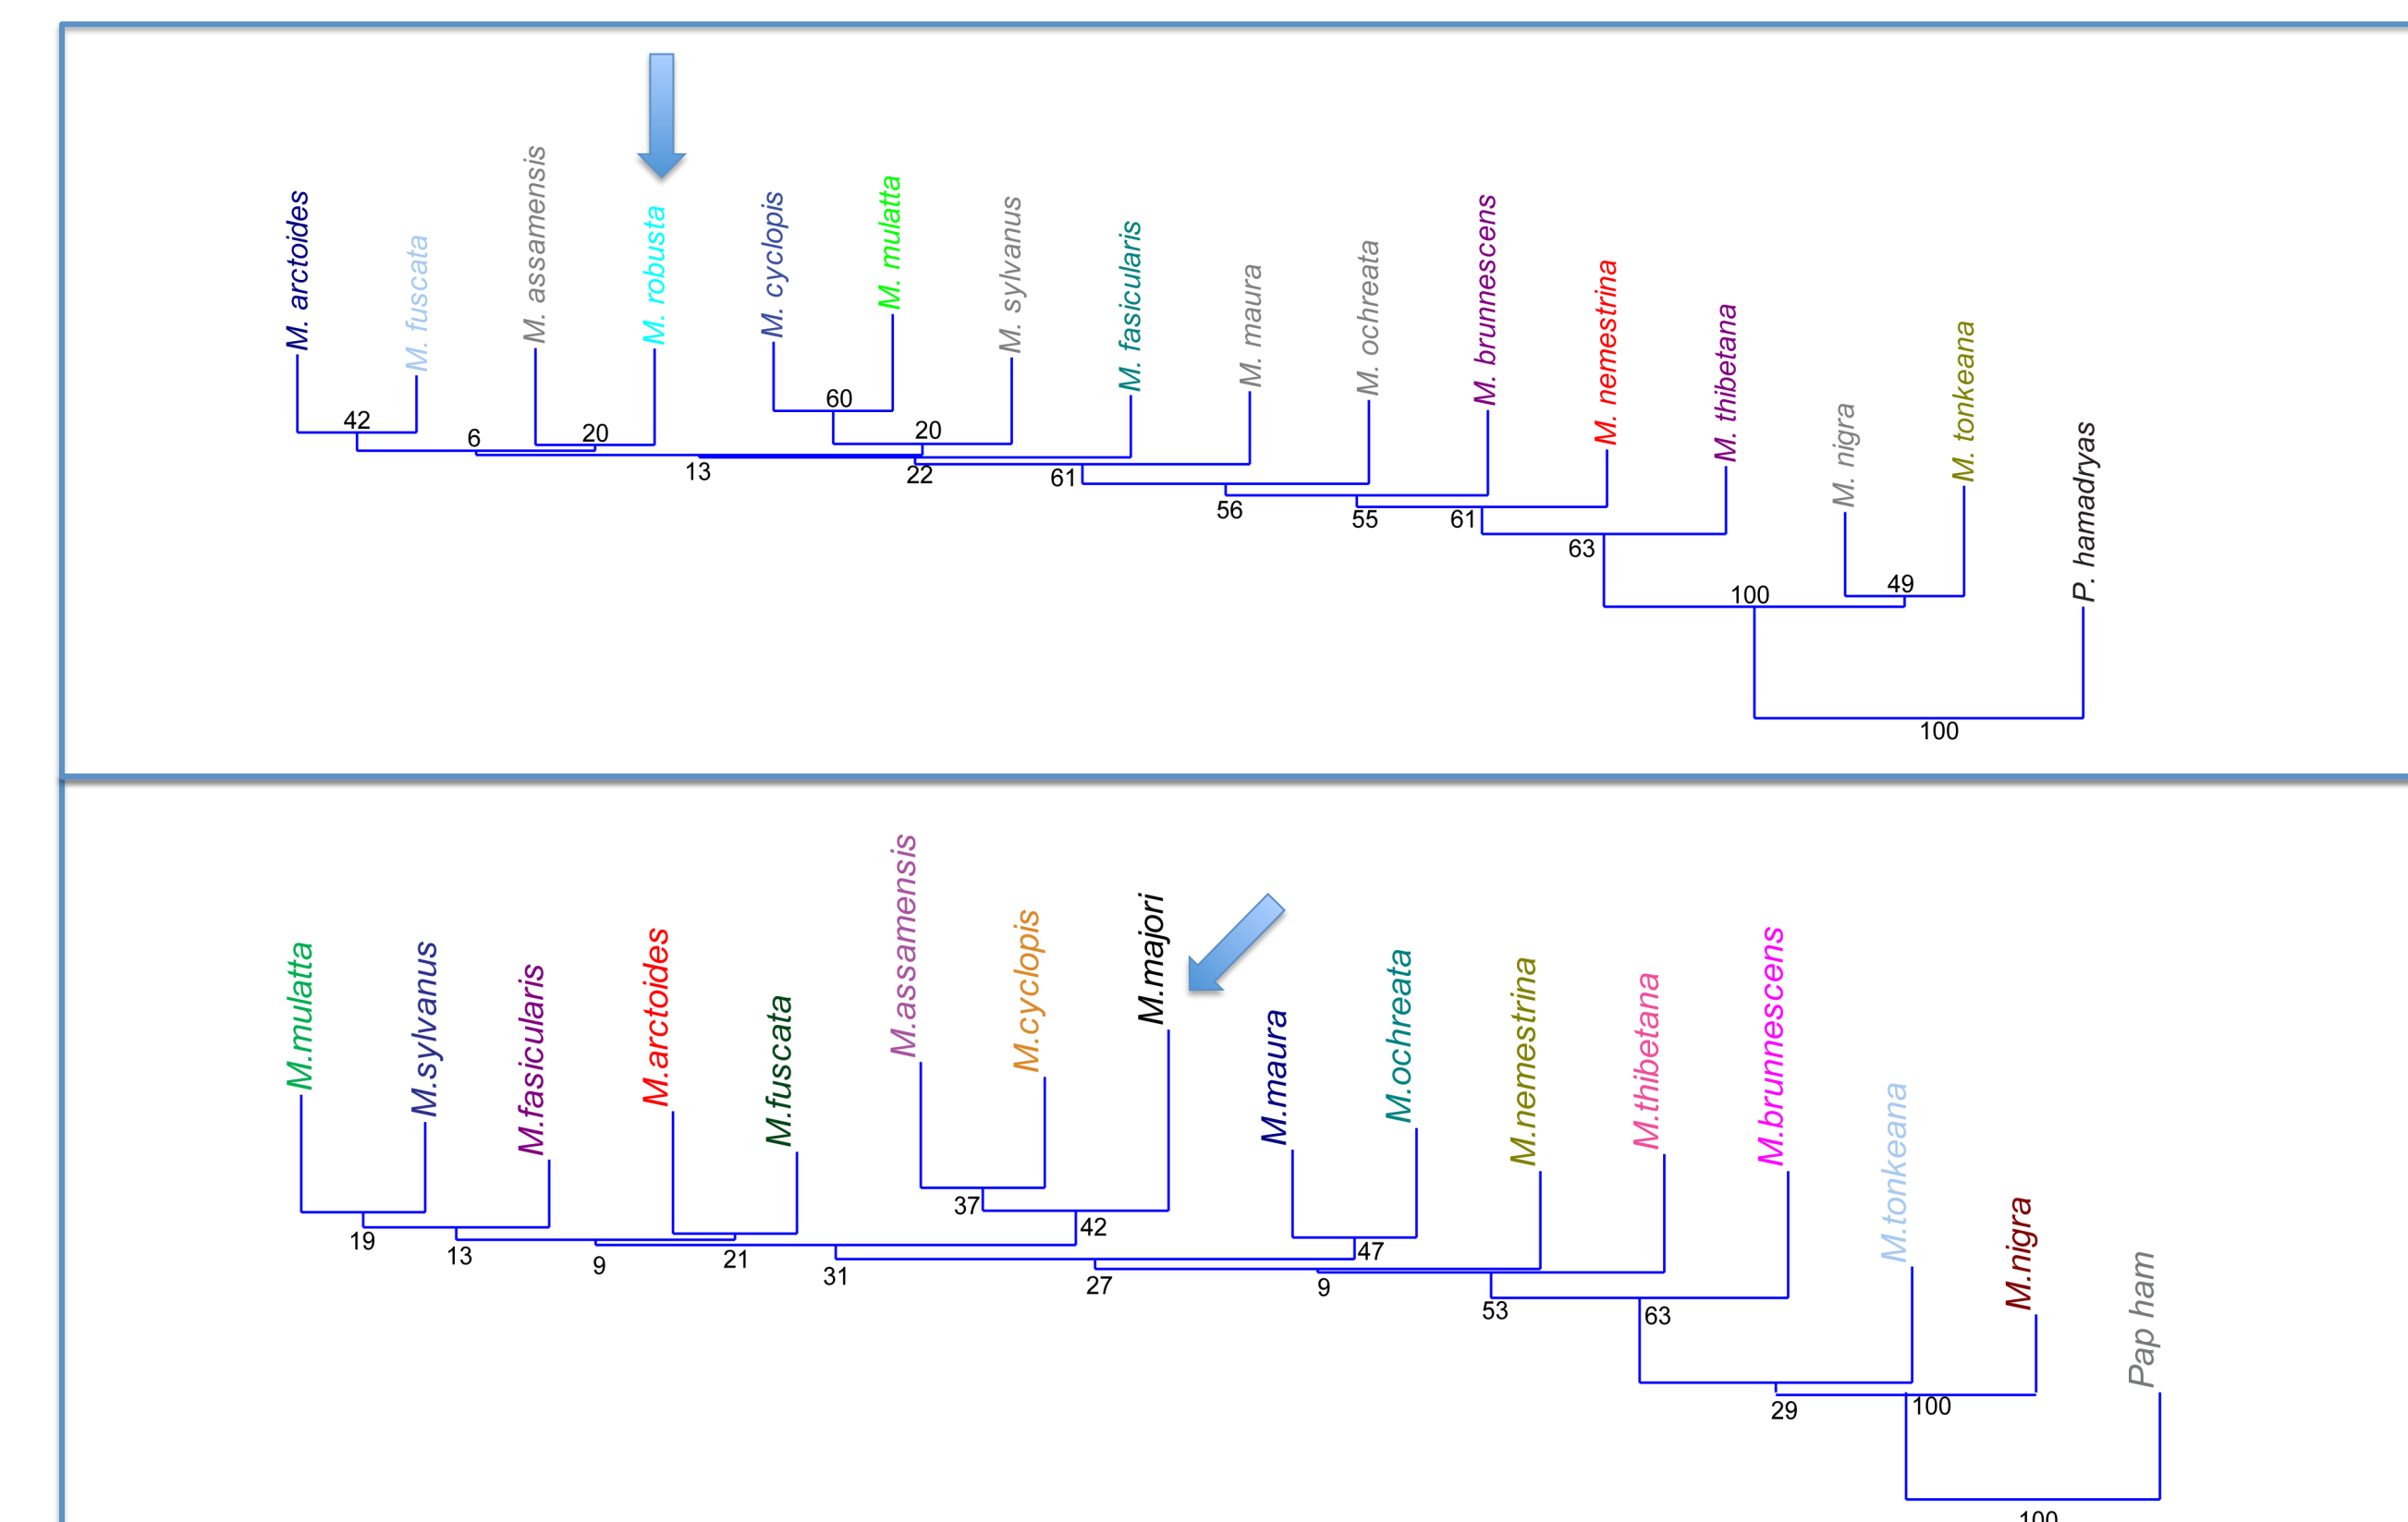 M. arctoides
M. fuscata
M. assamensis
M. robusta
M. cyclopis
M. mulatta
M. sylvanus
M. fasicularis
M. maura
M. ochreata
M. brunnescens
M. nemestrina
M. thibetana
M. nigra
M. tonkeana
P. hamadryas
42
6
20
60
20
13
22
61
56
55
61
63
100
49
100
M.mulatta
M.sylvanus
M.fasicularis
M.arctoides
M.fuscata
M.assamensis
M.cyclopis
M.majori
M.maura
M.ochreata
M.nemestrina
M.thibetana
M.brunnescens
M.tonkeana
M.nigra
Pap ham
19
13
9
21
31
37
42
27
47
9
53
63
29
100
100